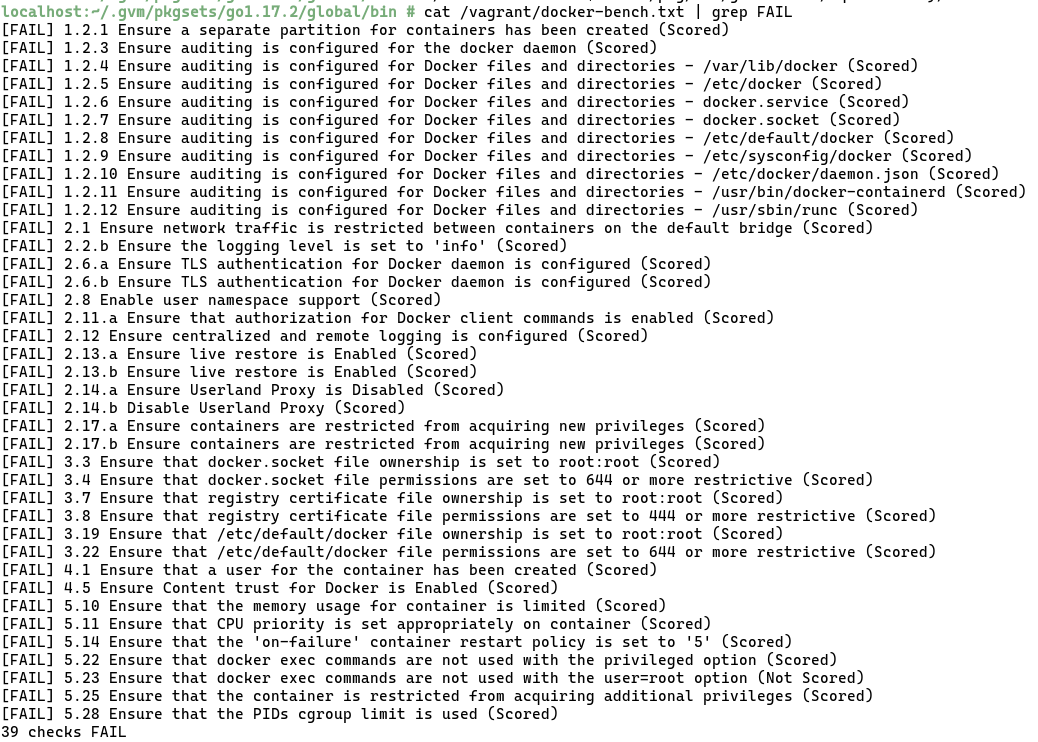 localhost:~/.gvm/pkgsets/go1.17.2/global/bin # cat /vagrant/docker-bench.txt | grep FAIL
[FAIL] 1.2.1 Ensure a separate partition for containers has been created (Scored)
[FAIL] 1.2.3 Ensure auditing is configured for the docker daemon (Scored)
[FAIL] 1.2.4 Ensure auditing is configured for Docker files and directories - /var/lib/docker (Scored)
[FAIL] 1.2.5 Ensure auditing is configured for Docker files and directories - /etc/docker (Scored)
[FAIL] 1.2.6 Ensure auditing is configured for Docker files and directories - docker.service (Scored)
[FAIL] 1.2.7 Ensure auditing is configured for Docker files and directories - docker.socket (Scored)
[FAIL] 1.2.8 Ensure auditing is configured for Docker files and directories - /etc/default/docker (Scored)
[FAIL] 1.2.9 Ensure auditing is configured for Docker files and directories - /etc/sysconfig/docker (Scored)
[FAIL] 1.2.10 Ensure auditing is configured for Docker files and directories - /etc/docker/daemon.json (Scored)
[FAIL] 1.2.11 Ensure auditing is configured for Docker files and directories - /usr/bin/docker-containerd (Scored)
[FAIL] 1.2.12 Ensure auditing is configured for Docker files and directories - /usr/sbin/runc (Scored)
[FAIL] 2.1 Ensure network traffic is restricted between containers on the default bridge (Scored)
[FAIL] 2.2.b Ensure the logging level is set to 'info' (Scored)
[FAIL] 2.6.a Ensure TLS authentication for Docker daemon is configured (Scored)
[FAIL] 2.6.b Ensure TLS authentication for Docker daemon is configured (Scored)
[FAIL] 2.8 Enable user namespace support (Scored)
[FAIL] 2.11.a Ensure that authorization for Docker client commands is enabled (Scored)
[FAIL] 2.12 Ensure centralized and remote logging is configured (Scored)
[FAIL] 2.13.a Ensure live restore is Enabled (Scored)
[FAIL] 2.13.b Ensure live restore is Enabled (Scored)
[FAIL] 2.14.a Ensure Userland Proxy is Disabled (Scored)
[FAIL] 2.14.b Disable Userland Proxy (Scored)
[FAIL] 2.17.a Ensure containers are restricted from acquiring new privileges (Scored)
[FAIL] 2.17.b Ensure containers are restricted from acquiring new privileges (Scored)
[FAIL] 3.3 Ensure that docker.socket file ownership is set to root:root (Scored)
[FAIL] 3.4 Ensure that docker.socket file permissions are set to 644 or more restrictive (Scored)
[FAIL] 3.7 Ensure that registry certificate file ownership is set to root:root (Scored)
[FAIL] 3.8 Ensure that registry certificate file permissions are set to 444 or more restrictive (Scored)
[FAIL] 3.19 Ensure that /etc/default/docker file ownership is set to root:root (Scored)
[FAIL] 3.22 Ensure that /etc/default/docker file permissions are set to 644 or more restrictive (Scored)
[FAIL] 4.1 Ensure that a user for the container has been created (Scored)
[FAIL] 4.5 Ensure Content trust for Docker is Enabled (Scored)
[FAIL] 5.10 Ensure that the memory usage for container is limited (Scored)
[FAIL] 5.11 Ensure that CPU priority is set appropriately on container (Scored)
[FAIL] 5.14 Ensure that the 'on-failure' container restart policy is set to '5' (Scored)
[FAIL] 5.22 Ensure that docker exec commands are not used with the privileged option (Scored)
[FAIL] 5.23 Ensure that docker exec commands are not used with the user=root option (Not Scored)
[FAIL] 5.25 Ensure that the container is restricted from acquiring additional privileges (Scored)
[FAIL] 5.28 Ensure that the PIDs cgroup limit is used (Scored)
39 checks FAIL